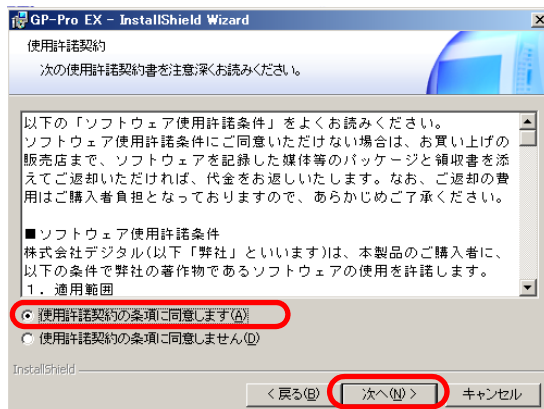 GP-Pro EX - InstallShield Wizard
使用許諾契約
次の使用許諾契約書を注意深くお読みください。
以下の「ソフトウェア使用許諾条件」をよくお読みください。
ソフトウェア使用許諾条件にご同意いただけない場合は、お買い上げの
販売店まで、ソフトウェアを記録した媒体等のパッケージと領収書を添
えてご返却いただければ、代金をお返しいたします。なお、ご返却の費
用はご購入者負担となっておりますので、あらかじめご了承ください。
■ソフトウェア使用許諾条件
株式会社デジタル(以下「弊社」といいます)は、本製品のご購入者に、
以下の条件で弊社の著作物であるソフトウェアの使用を許諾します。
1．適用範囲
使用許諾契約の条項に同意します(A)
使用許諾契約の条項に同意しません(D)
InstallShield
< 戻る(B) 次へ(N) > キャンセル